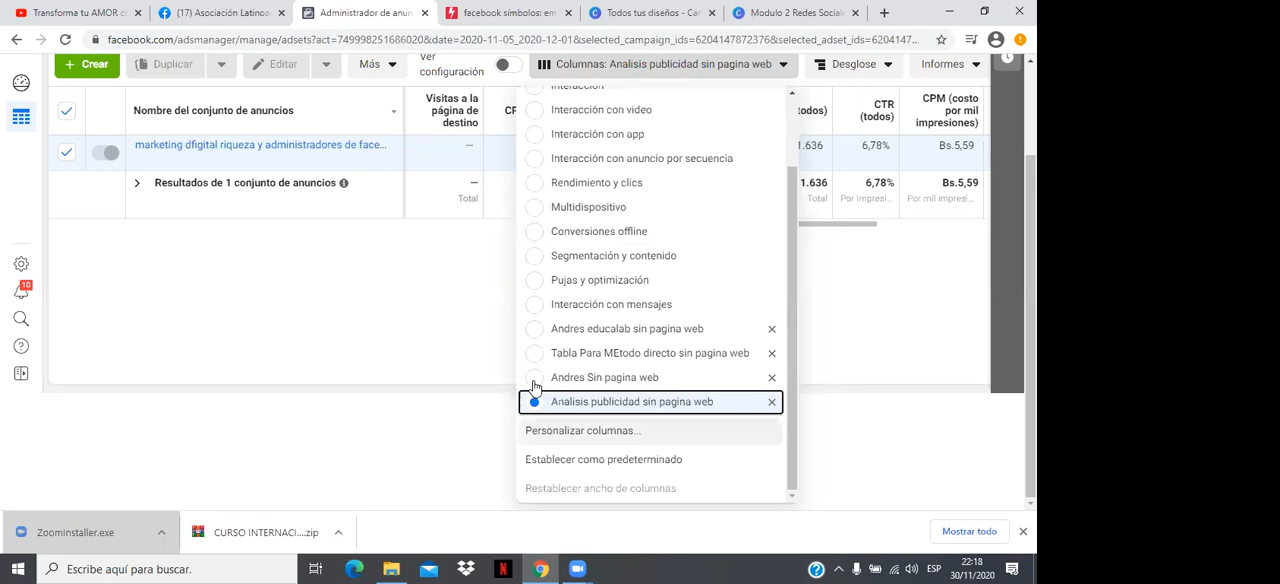 Transforma tu AMOR c
(17) Asociación Latinoa
Administrador de anun
facebook símbolos: em
Todos tus diseños - Ca
Modulo 2 Redes Sociale
facebook.com/adsmanager/manage/adsets?act=749998251686020&date=2020-11-05_2020-12-01&selected_campaign_ids=6204147872376&selected_adset_ids=6204147...
Crear
Duplicar
Editar
Más
Ver configuración
Columnas: Analisis publicidad sin pagina web
Desglose
Informes
Nombre del conjunto de anuncios
Visitas a la página de destino
CP
todos)
CTR (todos)
CPM (costo por mil impresiones)
marketing dfigital riqueza y administradores de face...
—
1.636
6,78%
Bs.5,59
Resultados de 1 conjunto de anuncios
—
Total
1.636
Total
6,78%
Por impresi...
Bs.5,59
Por mil impresi...
Interacción
Interacción con video
Interacción con app
Interacción con anuncio por secuencia
Rendimiento y clics
Multidispositivo
Conversiones offline
Segmentación y contenido
Pujas y optimización
Interacción con mensajes
Andres educalab sin pagina web
Tabla Para MEtodo directo sin pagina web
Andres Sin pagina web
Analisis publicidad sin pagina web
Personalizar columnas...
Establecer como predeterminado
Restablecer ancho de columnas
10
ZoomInstaller.exe
CURSO INTERNACI....zip
Mostrar todo
Escribe aquí para buscar.
ESP
22:18
30/11/2020